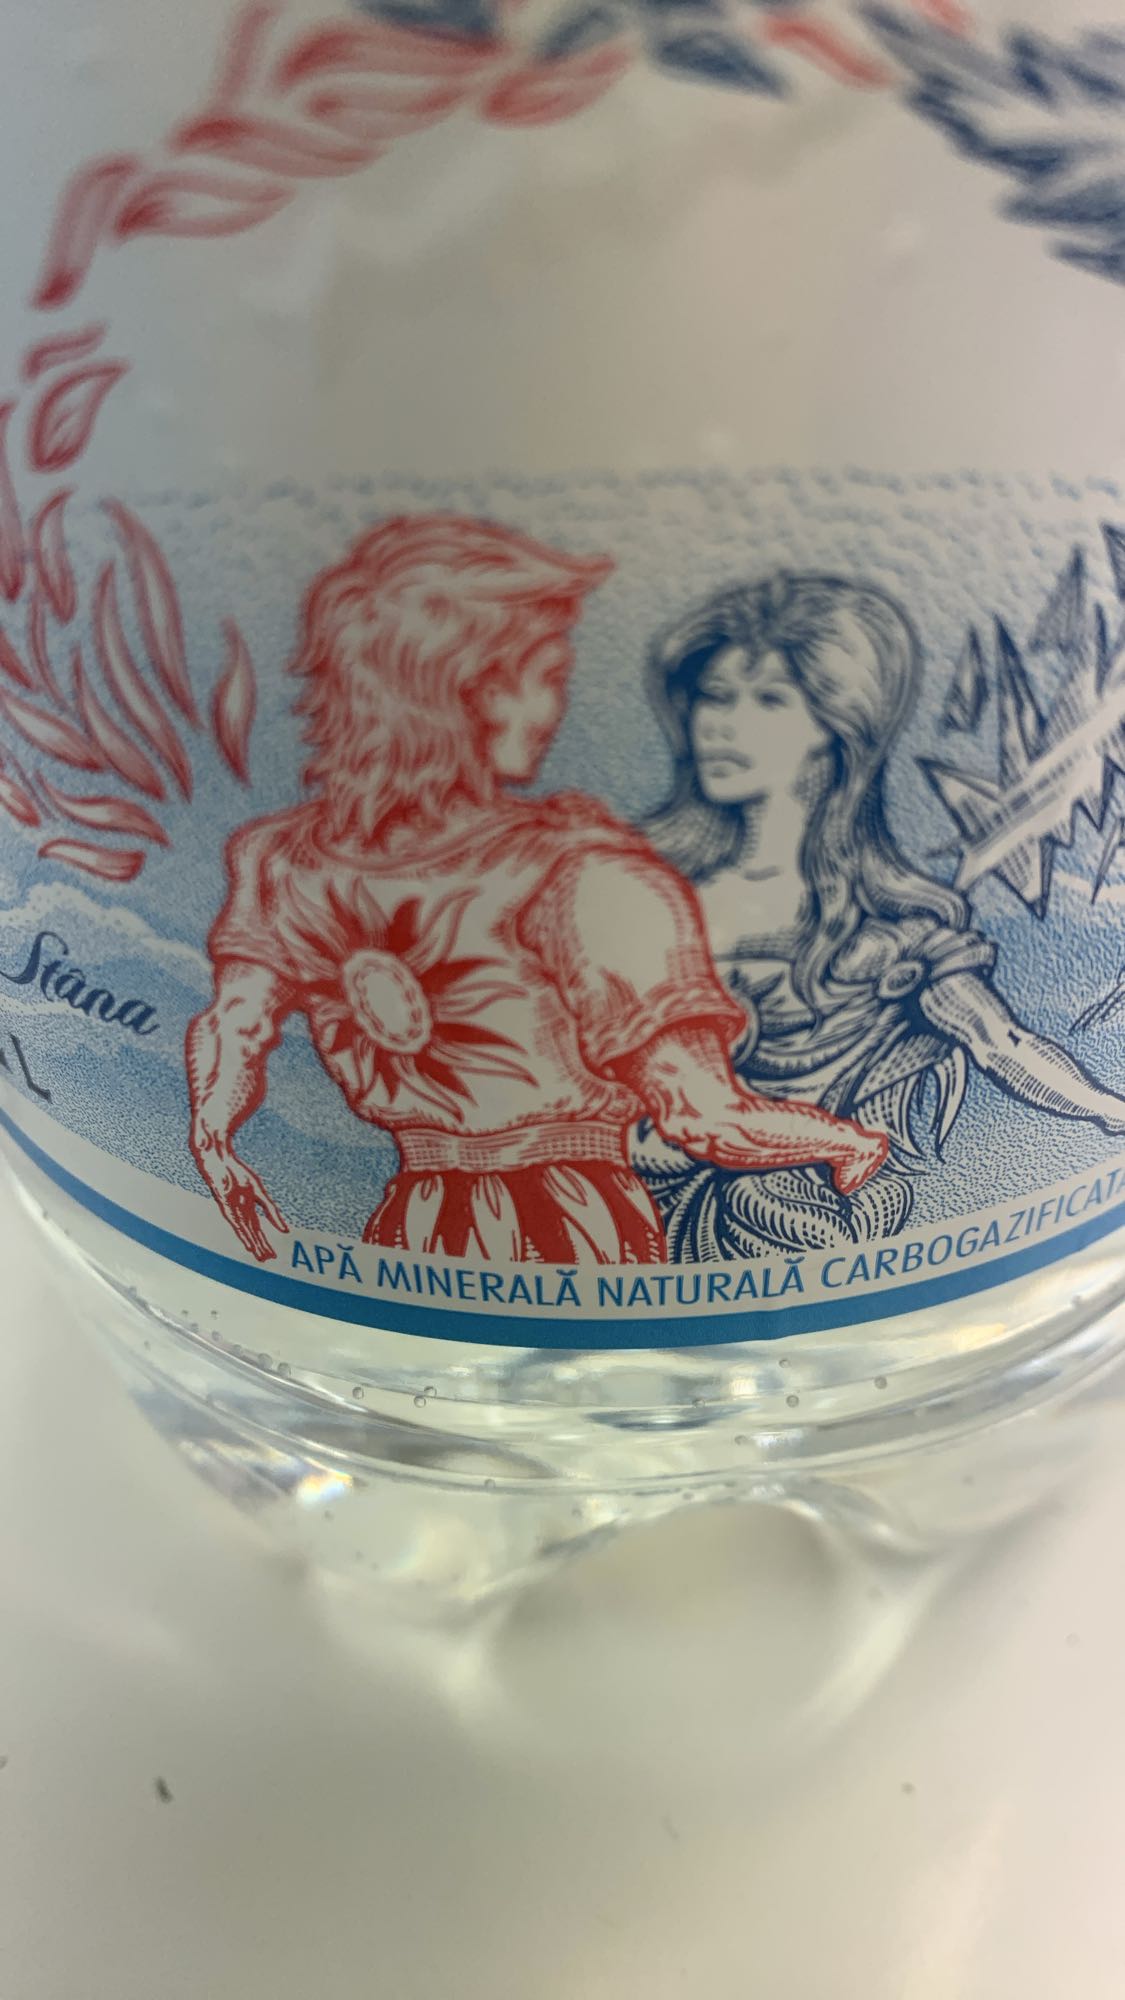 Stâna
APĂ MINERALĂ NATURALĂ CARBOGAZIFICATĂ